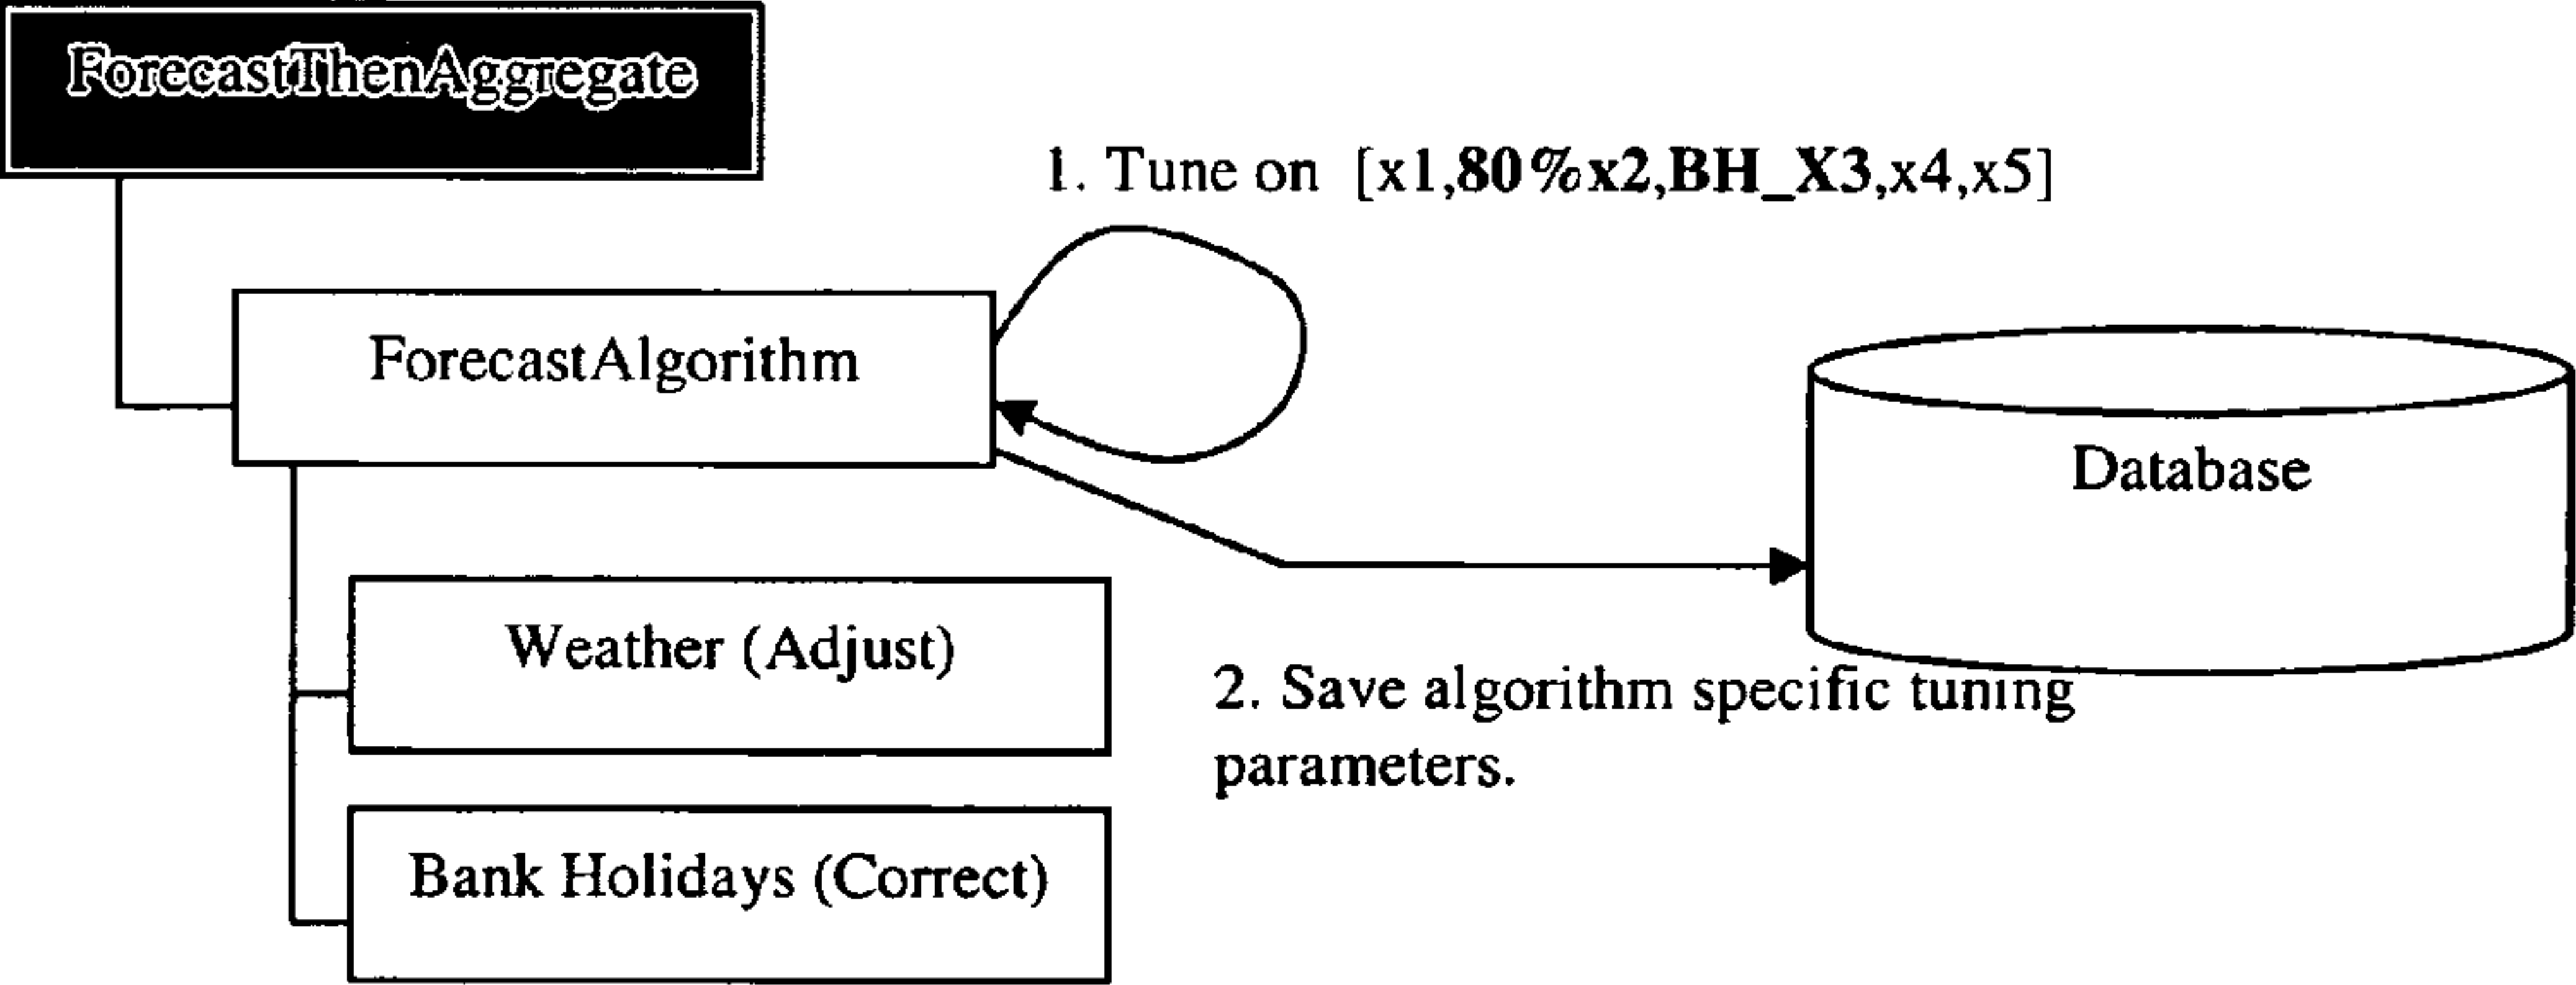 ForecastThenAggregate
1. Tune on [x1,80%x2,BH_X3,x4,x5]
ForecastAlgorithm
Database
Weather (Adjust)
2. Save algorithm specific tuning
parameters.
Bank Holidays (Correct)